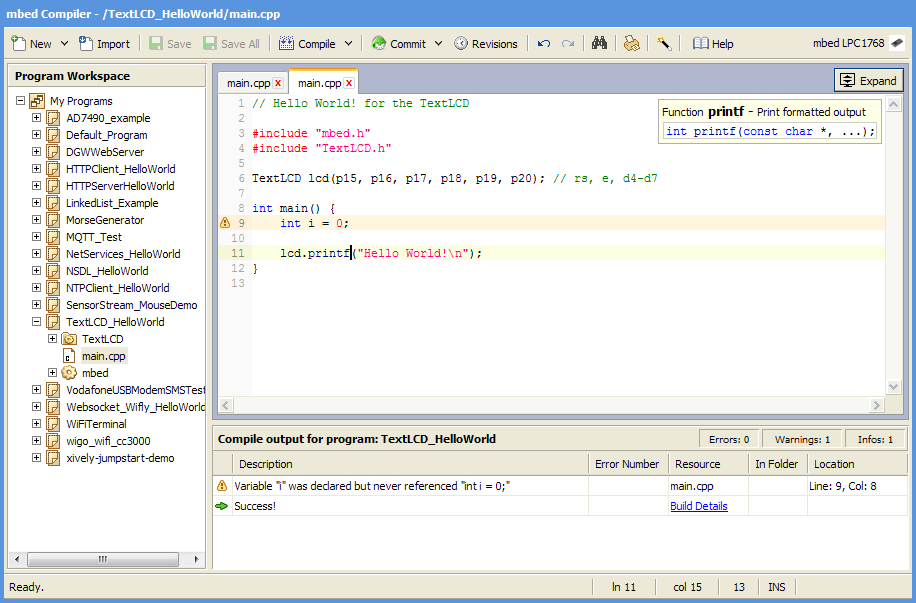 mbed Compiler - /TextLCD_HelloWorld/main.cpp
New Import Save Save All Compile Commit Revisions Help mbed LPC1768
Program Workspace
My Programs
AD7490_example
Default_Program
DGWWebServer
HTTPClient_HelloWorld
HTTPServerHelloWorld
LinkedList_Example
MorseGenerator
MQTT_Test
NetServices_HelloWorld
NSDL_HelloWorld
NTPClient_HelloWorld
SensorStream_MouseDemo
TextLCD_HelloWorld
TextLCD
main.cpp
mbed
VodafoneUSBModemSMSTest
Websocket_Wifly_HelloWorld
WiFiTerminal
wigo_wifi_cc3000
xively-jumpstart-demo
main.cpp x main.cpp x Expand
1 // Hello World! for the TextLCD
2
3 #include "mbed.h"
4 #include "TextLCD.h"
5
6 TextLCD lcd(p15, p16, p17, p18, p19, p20); // rs, e, d4-d7
7
8 int main() {
9     int i = 0;
10
11     lcd.printf("Hello World!\n");
12 }
13
Function printf - Print formatted output
int printf(const char *, ...);
Compile output for program: TextLCD_HelloWorld Errors: 0 Warnings: 1 Infos: 1
Description Error Number Resource In Folder Location
Variable "i" was declared but never referenced "int i = 0;" main.cpp Line: 9, Col: 8
Success! Build Details
Ready. ln 11 col 15 13 INS